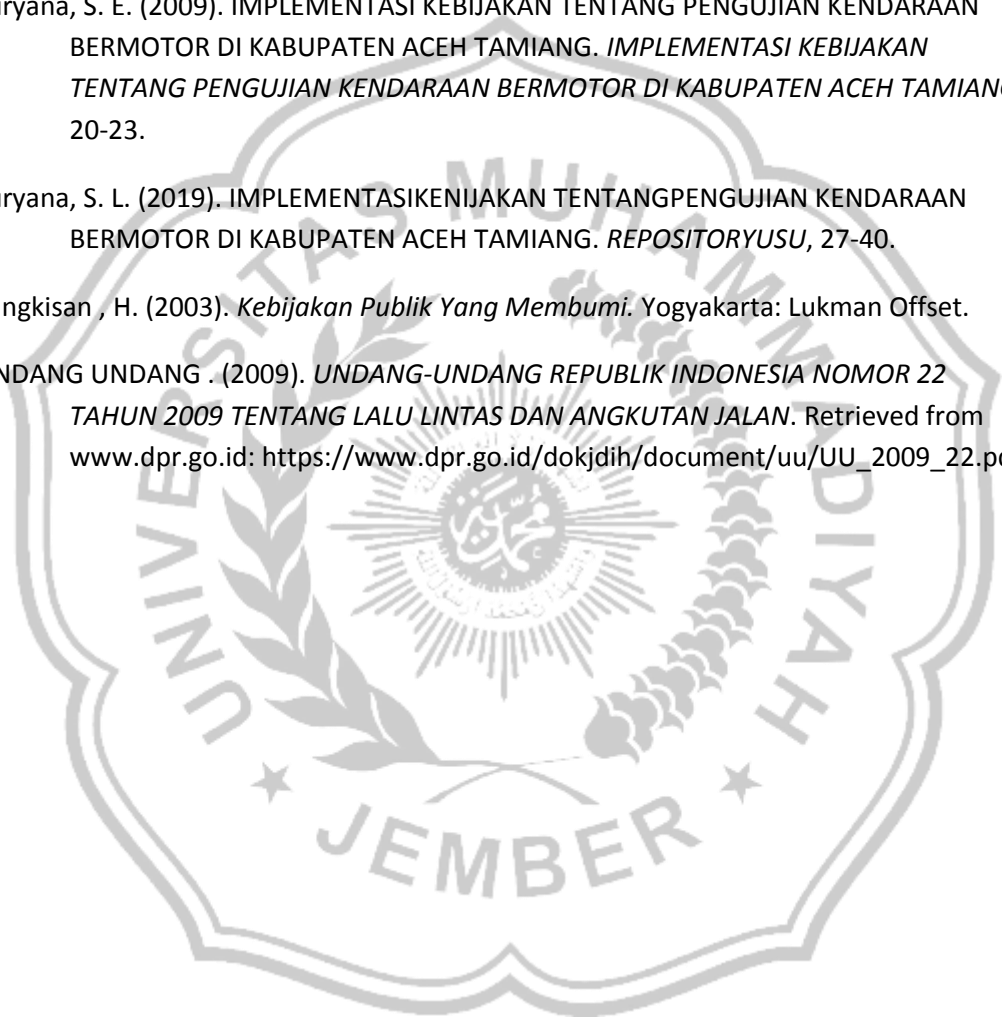 uryana, S. E. (2009). IMPLEMENTASI KEBIJAKAN TENTANG PENGUJIAN KENDARAAN
BERMOTOR DI KABUPATEN ACEH TAMIANG. IMPLEMENTASI KEBIJAKAN
TENTANG PENGUJIAN KENDARAAN BERMOTOR DI KABUPATEN ACEH TAMIANG
20-23.
uryana, S. L. (2019). IMPLEMENTASIKENIJAKAN TENTANGPENGUJIAN KENDARAAN
BERMOTOR DI KABUPATEN ACEH TAMIANG. REPOSITORYUSU, 27-40.
ngkisan , H. (2003). Kebijakan Publik Yang Membumi. Yogyakarta: Lukman Offset.
NDANG UNDANG . (2009). UNDANG-UNDANG REPUBLIK INDONESIA NOMOR 22
TAHUN 2009 TENTANG LALU LINTAS DAN ANGKUTAN JALAN. Retrieved from
www.dpr.go.id: https://www.dpr.go.id/dokjdih/document/uu/UU_2009_22.pd
UNIVERSITAS MUHAMMADIYAH
JEMBER